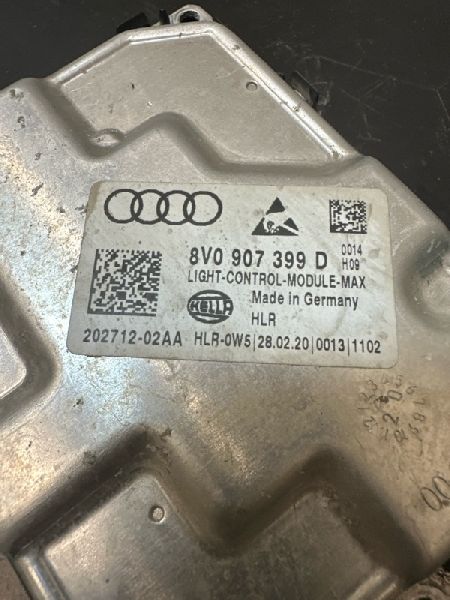 8V0 907 399 D
0014
H09
LIGHT-CONTROL-MODULE-MAX
HELLA
Made in Germany
HLR
202712-02AA HLR-0W5|28.02.20|0013|1102